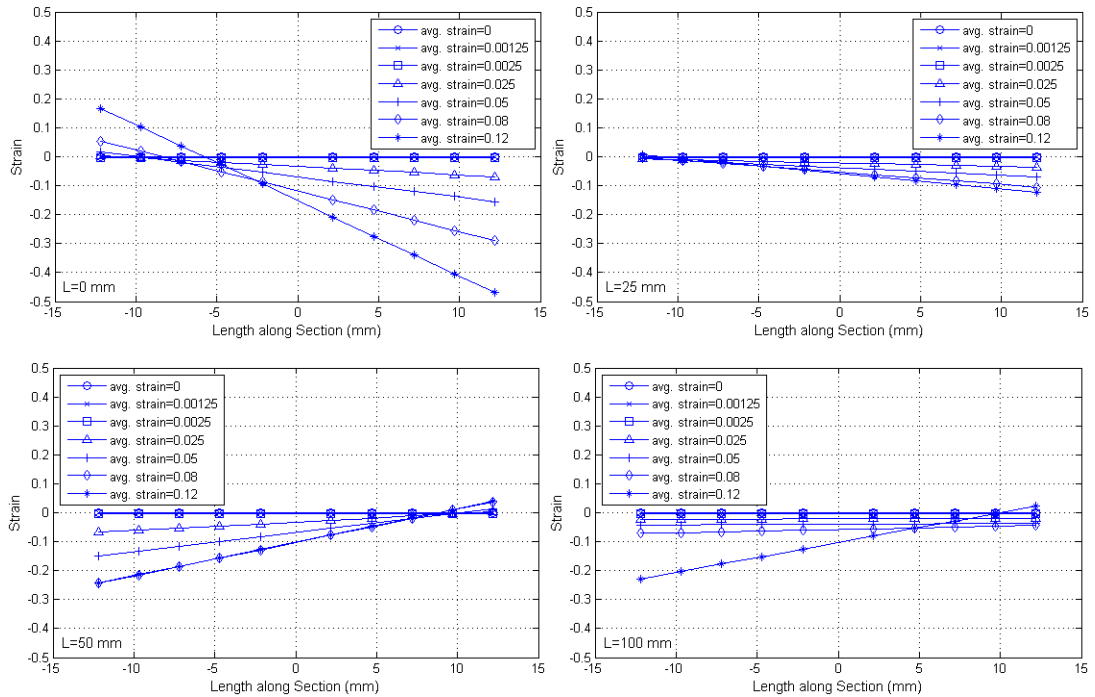 0.5
0.4
0.3
0.2
0.1
0
-0.1
-0.2
-0.3
-0.4
-0.5
Strain
-15
-10
-5
0
5
10
15
Length along Section (mm)
L=0 mm
avg. strain=0
avg. strain=0.00125
avg. strain=0.0025
avg. strain=0.025
avg. strain=0.05
avg. strain=0.08
avg. strain=0.12
0.5
0.4
0.3
0.2
0.1
0
-0.1
-0.2
-0.3
-0.4
-0.5
Strain
-15
-10
-5
0
5
10
15
Length along Section (mm)
L=25 mm
avg. strain=0
avg. strain=0.00125
avg. strain=0.0025
avg. strain=0.025
avg. strain=0.05
avg. strain=0.08
avg. strain=0.12
0.5
0.4
0.3
0.2
0.1
0
-0.1
-0.2
-0.3
-0.4
-0.5
Strain
-15
-10
-5
0
5
10
15
Length along Section (mm)
L=50 mm
avg. strain=0
avg. strain=0.00125
avg. strain=0.0025
avg. strain=0.025
avg. strain=0.05
avg. strain=0.08
avg. strain=0.12
0.5
0.4
0.3
0.2
0.1
0
-0.1
-0.2
-0.3
-0.4
-0.5
Strain
-15
-10
-5
0
5
10
15
Length along Section (mm)
L=100 mm
avg. strain=0
avg. strain=0.00125
avg. strain=0.0025
avg. strain=0.025
avg. strain=0.05
avg. strain=0.08
avg. strain=0.12